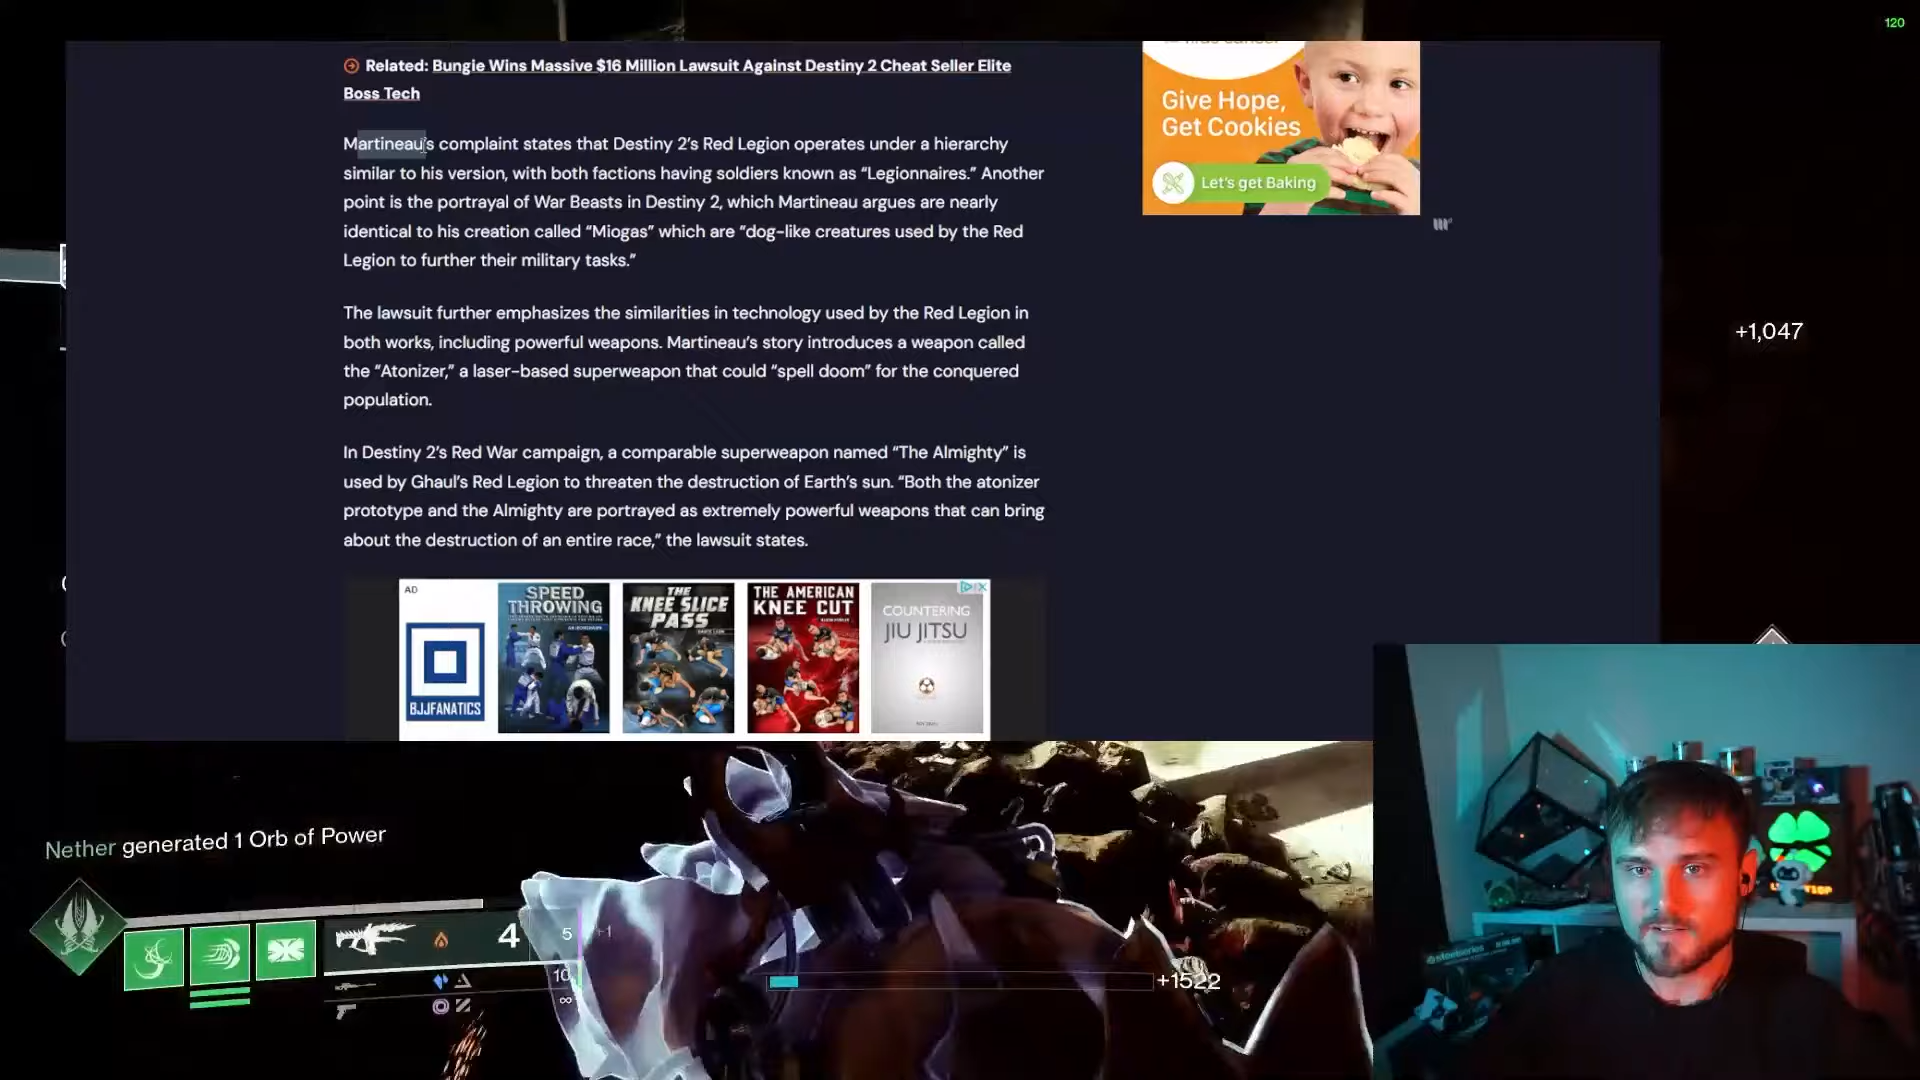 120
Related: Bungie Wins Massive $16 Million Lawsuit Against Destiny 2 Cheat Seller Elite
Boss Tech
Martineau's complaint states that Destiny 2's Red Legion operates under a hierarchy
similar to his version, with both factions having soldiers known as “Legionnaires.” Another
point is the portrayal of War Beasts in Destiny 2, which Martineau argues are nearly
identical to his creation called “Miogas” which are “dog-like creatures used by the Red
Legion to further their military tasks.”
The lawsuit further emphasizes the similarities in technology used by the Red Legion in
both works, including powerful weapons. Martineau's story introduces a weapon called
the “Atonizer,” a laser-based superweapon that could “spell doom” for the conquered
population.
In Destiny 2's Red War campaign, a comparable superweapon named “The Almighty” is
used by Ghaul's Red Legion to threaten the destruction of Earth's sun. “Both the atonizer
prototype and the Almighty are portrayed as extremely powerful weapons that can bring
about the destruction of an entire race,” the lawsuit states.
Give Hope,
Get Cookies
Let's get Baking
+1,047
AD
BJJFANATICS
SPEED
THROWING
THE
KNEE SLICE
PASS
THE AMERICAN
KNEE CUT
COUNTERING
JIU JITSU
Nether generated 1 Orb of Power
4
5
+1
10
∞
+1522
steelseries